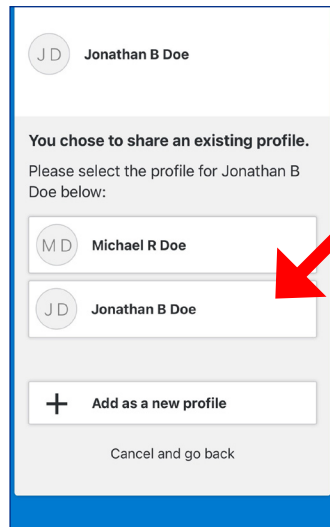 JD Jonathan B Doe
You chose to share an existing profile.
Please select the profile for Jonathan B
Doe below:
MD Michael R Doe
JD Jonathan B Doe
+ Add as a new profile
Cancel and go back